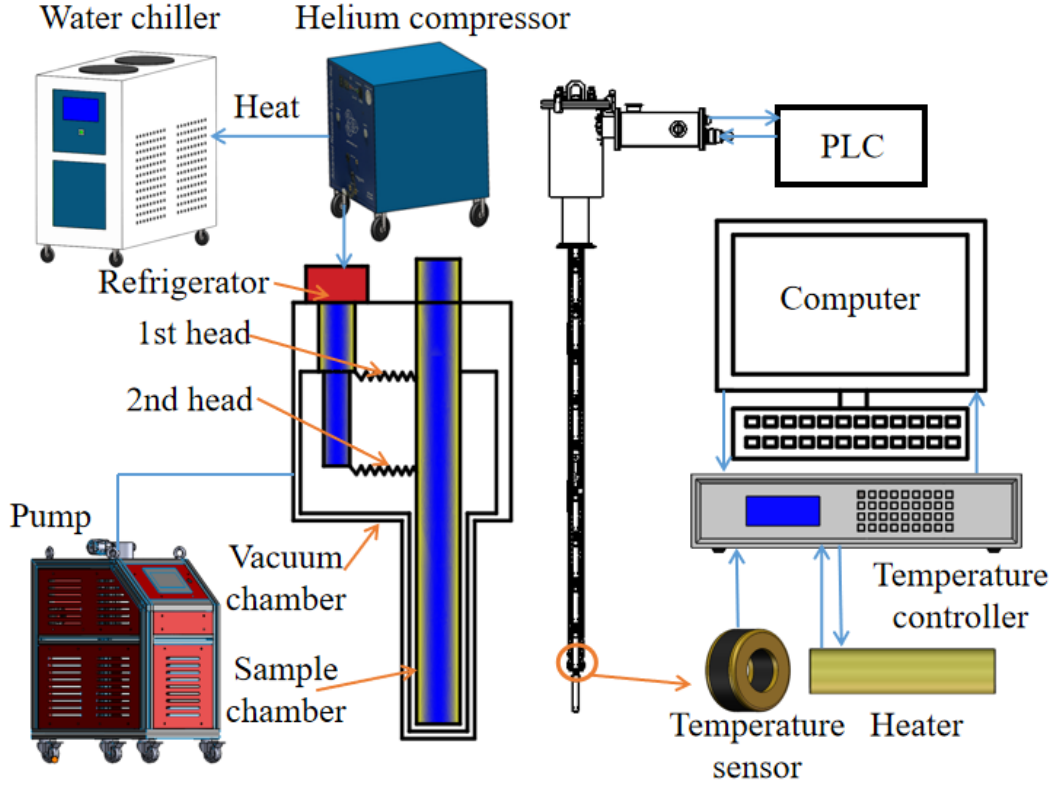 Water chiller
Helium compressor
Heat
PLC
Refrigerator
Computer
1st head
2nd head
Pump
Vacuum
chamber
Temperature
controller
Sample
chamber
Temperature
sensor
Heater